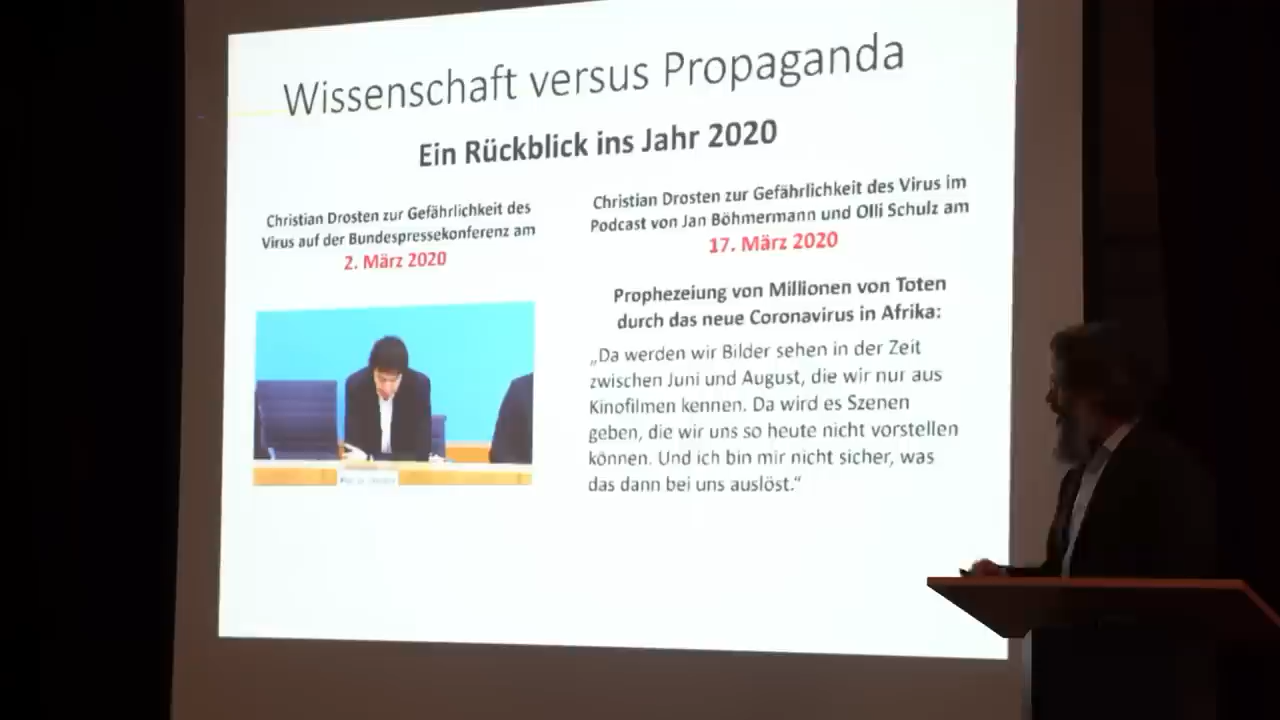 Wissenschaft versus Propaganda
Ein Rückblick ins Jahr 2020
Christian Drosten zur Gefährlichkeit des
Virus auf der Bundespressekonferenz am
2. März 2020
Christian Drosten zur Gefährlichkeit des Virus im
Podcast von Jan Böhmermann und Olli Schulz am
17. März 2020
Prophezeiung von Millionen von Toten
durch das neue Coronavirus in Afrika:
„Da werden wir Bilder sehen in der Zeit
zwischen Juni und August, die wir nur aus
Kinofilmen kennen. Da wird es Szenen
geben, die wir uns so heute nicht vorstellen
können. Und ich bin mir nicht sicher, was
das dann bei uns auslöst.“